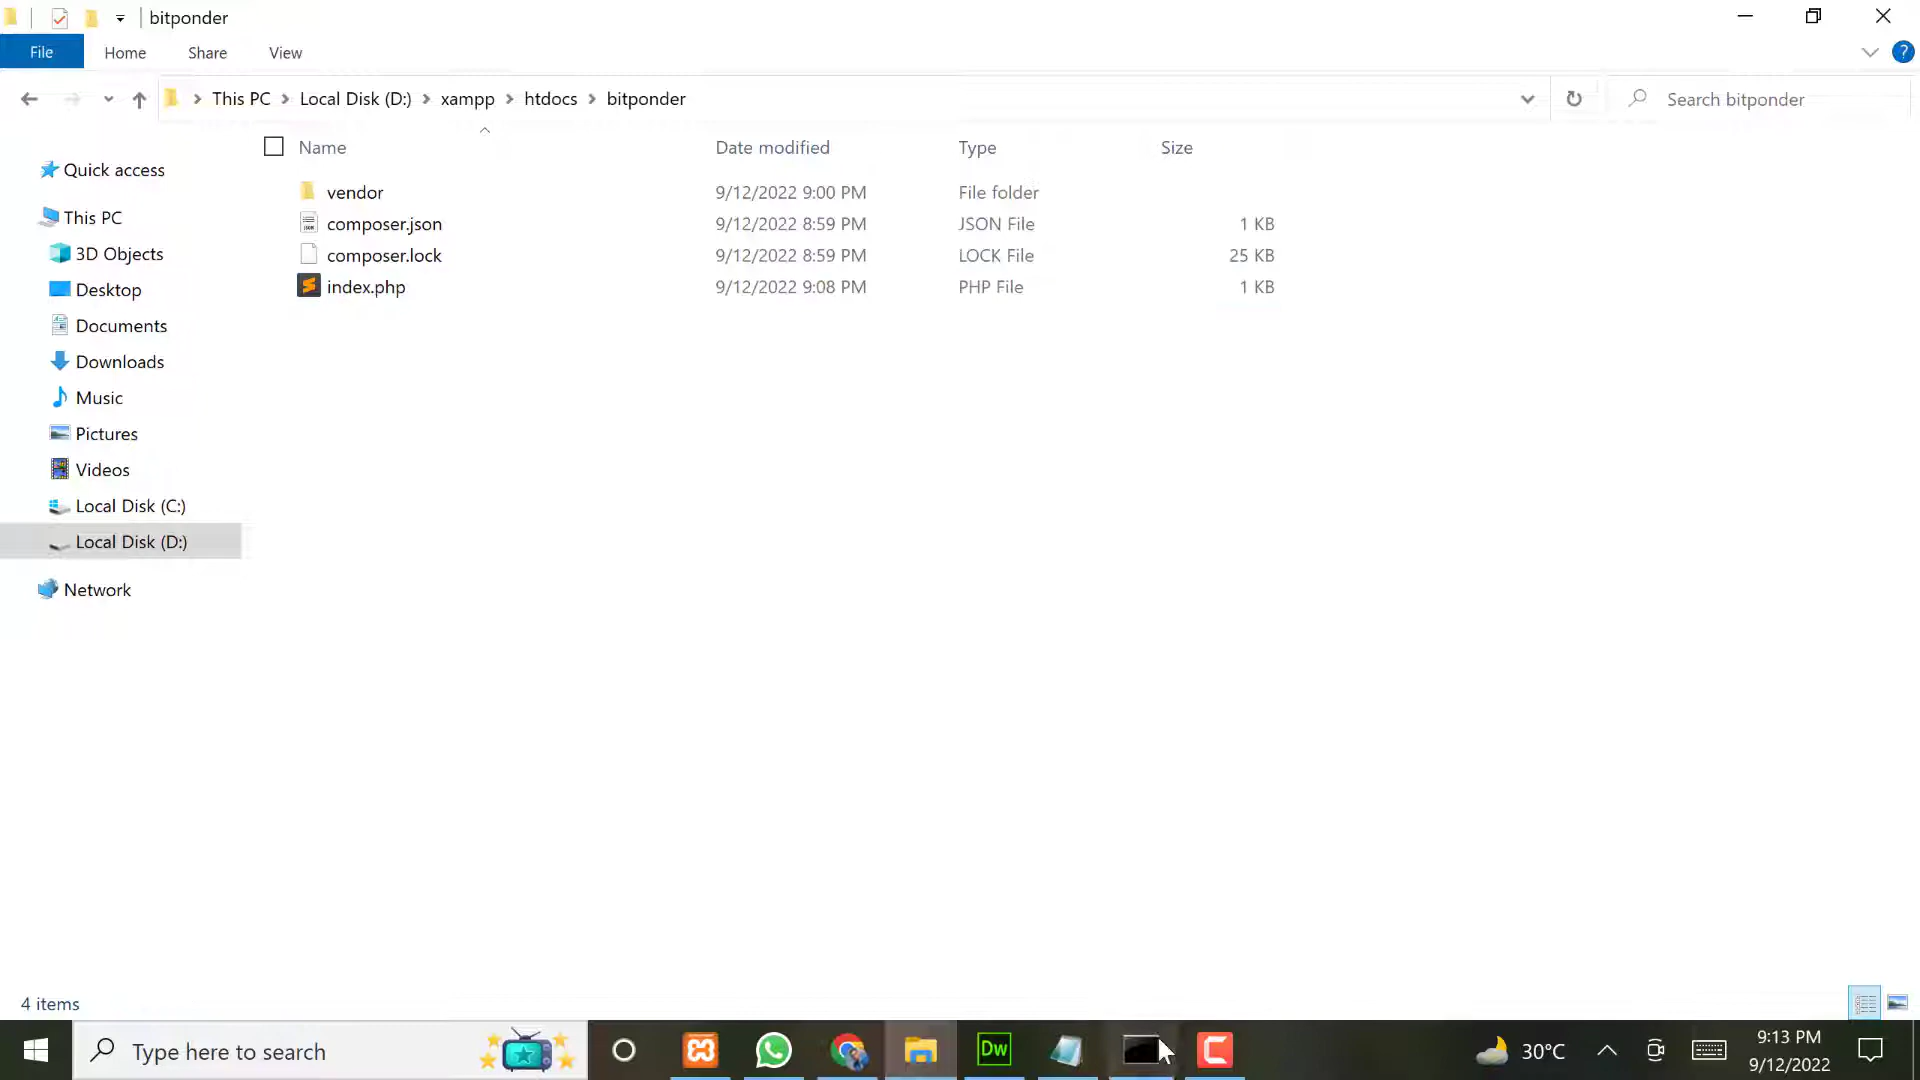 bitponder
File Home Share View
This PC Local Disk (D:) xampp htdocs bitponder Search bitponder
Name Date modified Type Size
Quick access
This PC
3D Objects
Desktop
Documents
Downloads
Music
Pictures
Videos
Local Disk (C:)
Local Disk (D:)
Network
vendor 9/12/2022 9:00 PM File folder
composer.json 9/12/2022 8:59 PM JSON File 1 KB
composer.lock 9/12/2022 8:59 PM LOCK File 25 KB
index.php 9/12/2022 9:08 PM PHP File 1 KB
4 items
Type here to search Dw 30°C 9:13 PM
9/12/2022